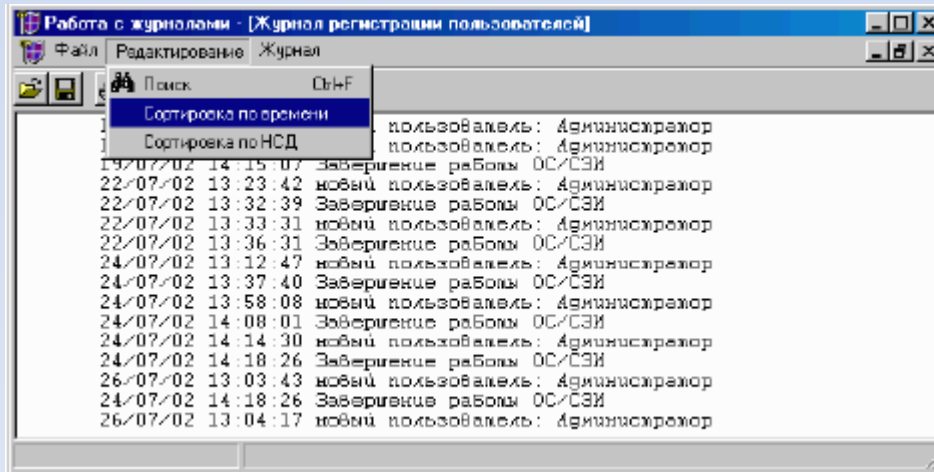 Работа с журналами - [Журнал регистрации пользователей]
Файл Редактирование Журнал
Поиск Ctrl+F
Сортировка по времени
Сортировка по НСД
1 пользователь: Администратор
1 пользователь: Администратор
19/07/02 14:15:07 Завершение работы ОС/СЗИ
22/07/02 13:23:42 новый пользователь: Администратор
22/07/02 13:32:39 Завершение работы ОС/СЗИ
22/07/02 13:33:31 новый пользователь: Администратор
22/07/02 13:36:31 Завершение работы ОС/СЗИ
24/07/02 13:12:47 новый пользователь: Администратор
24/07/02 13:37:40 Завершение работы ОС/СЗИ
24/07/02 13:58:08 новый пользователь: Администратор
24/07/02 14:08:01 Завершение работы ОС/СЗИ
24/07/02 14:14:30 новый пользователь: Администратор
24/07/02 14:18:26 Завершение работы ОС/СЗИ
26/07/02 13:03:43 новый пользователь: Администратор
24/07/02 14:18:26 Завершение работы ОС/СЗИ
26/07/02 13:04:17 новый пользователь: Администратор